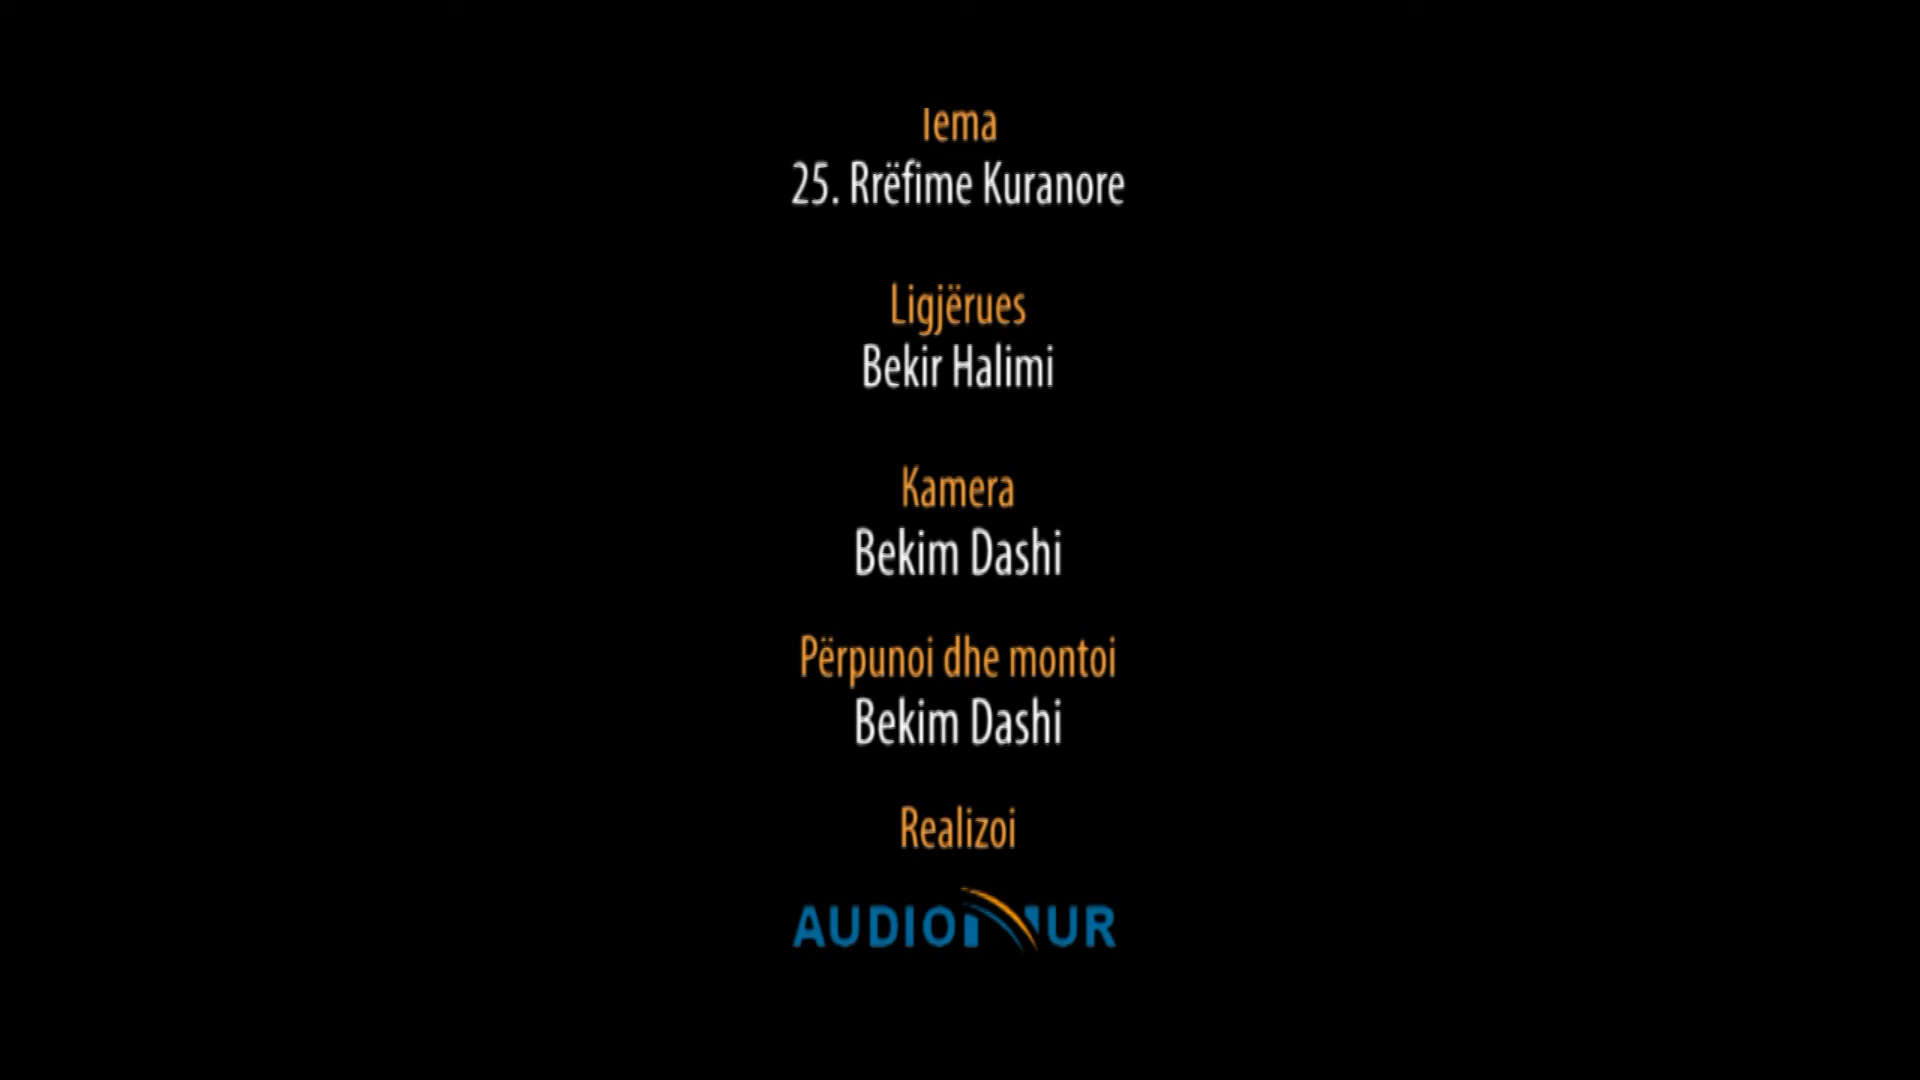 Tema
25. Rrëfime Kuranore
Ligjërues
Bekir Halimi
Kamera
Bekim Dashi
Përpunoi dhe montoi
Bekim Dashi
Realizoi
AUDIONUR